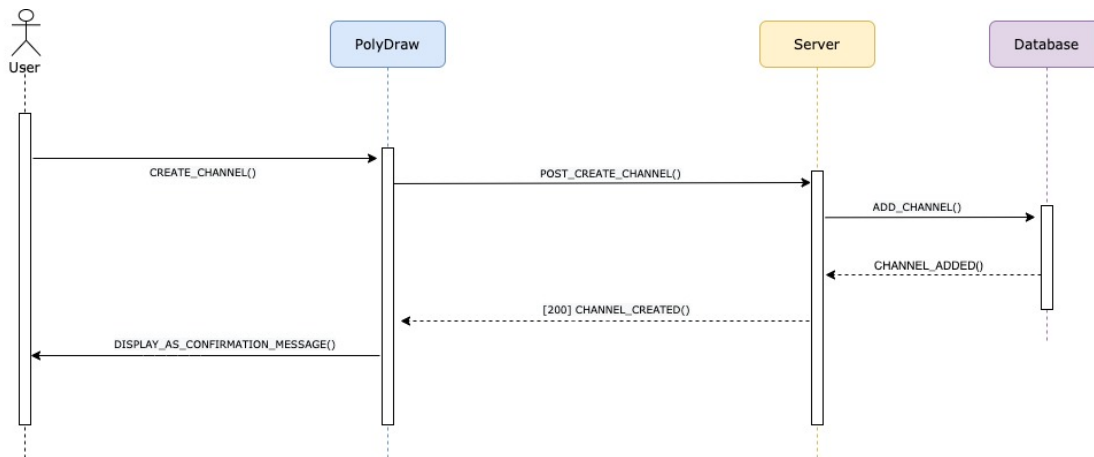 PolyDraw
Server
Database
User
CREATE_CHANNEL()
POST_CREATE_CHANNEL()
ADD_CHANNEL()
CHANNEL_ADDED()
[200] CHANNEL_CREATED()
DISPLAY_AS_CONFIRMATION_MESSAGE()